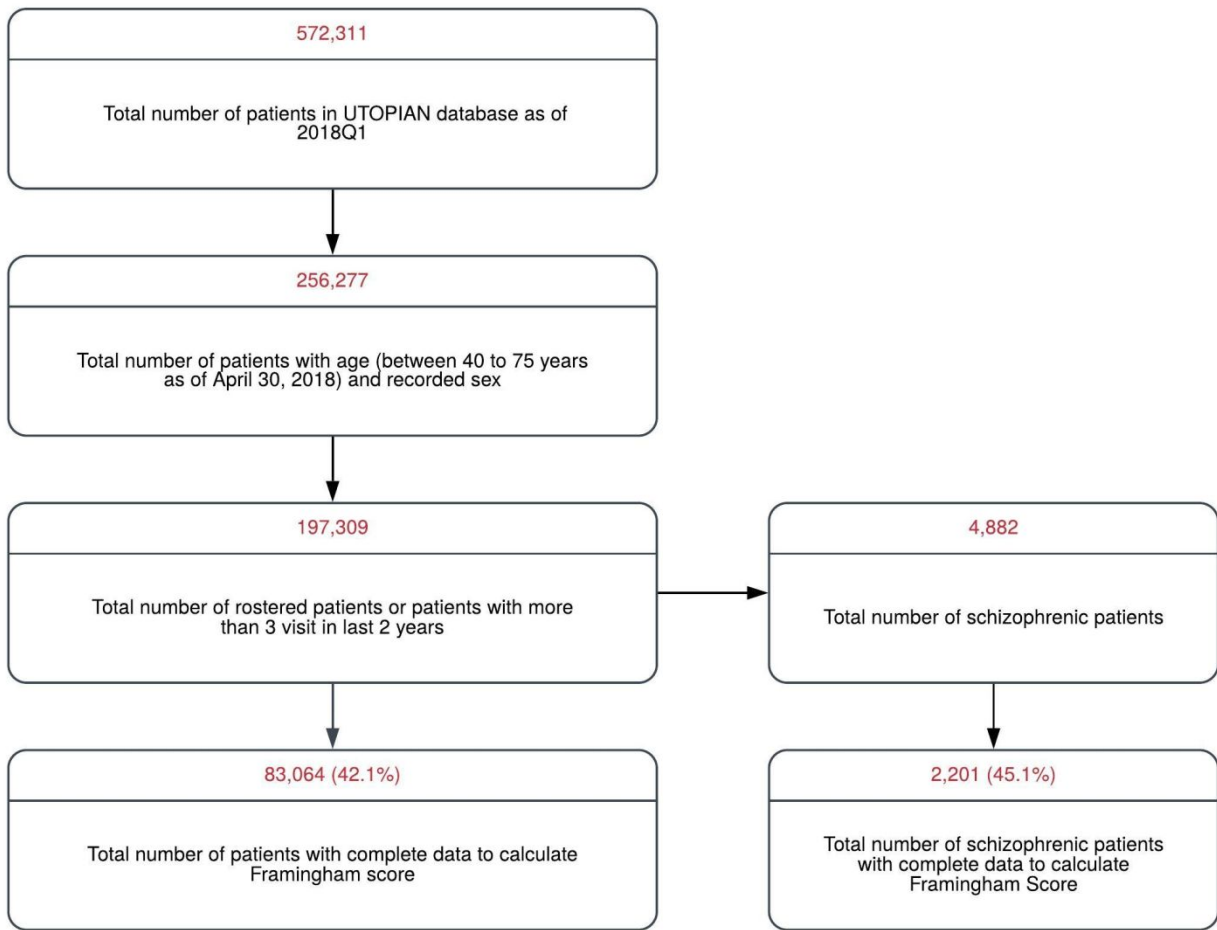 572,311
Total number of patients in UTOPIAN database as of
2018Q1
256,277
Total number of patients with age (between 40 to 75 years
as of April 30, 2018) and recorded sex
197,309
Total number of rostered patients or patients with more
than 3 visit in last 2 years
4,882
Total number of schizophrenic patients
83,064 (42.1%)
Total number of patients with complete data to calculate
Framingham score
2,201 (45.1%)
Total number of schizophrenic patients
with complete data to calculate
Framingham Score